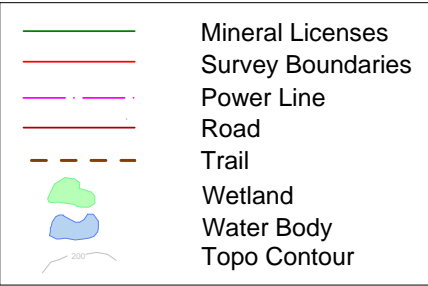 Mineral Licenses
Survey Boundaries
Power Line
Road
Trail
Wetland
Water Body
200 Topo Contour